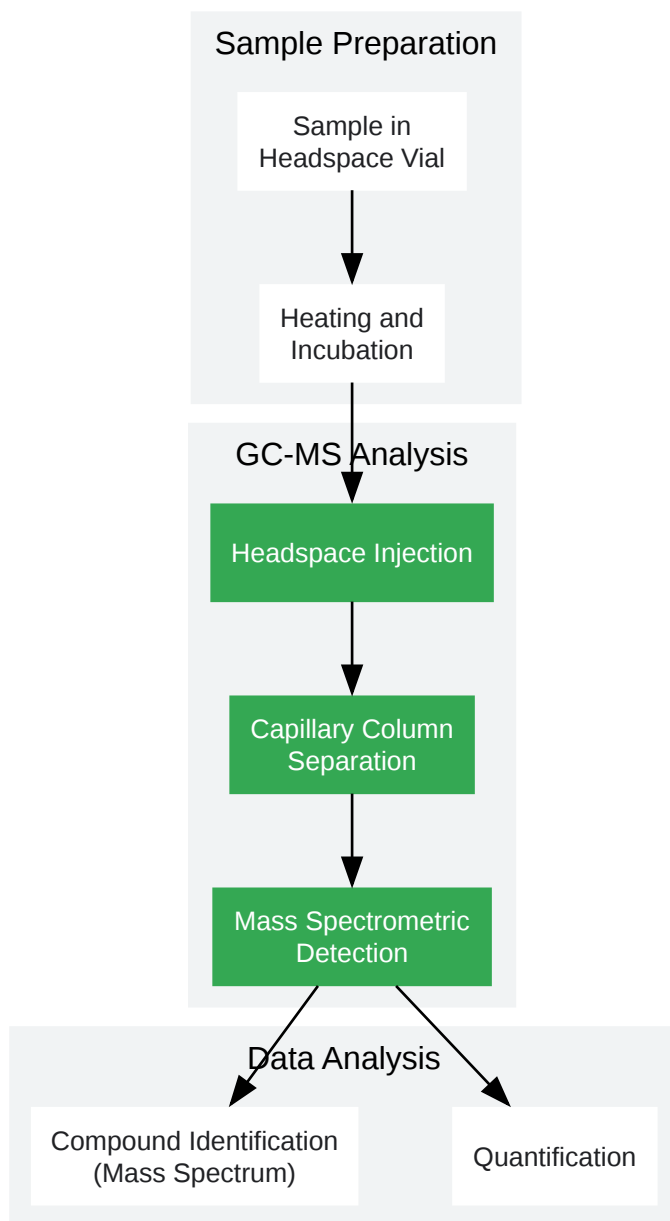 Sample Preparation
Sample in
Headspace Vial
Heating and
Incubation
GC-MS Analysis
Headspace Injection
Capillary Column
Separation
Mass Spectrometric
Detection
Data Analysis
Compound Identification
(Mass Spectrum)
Quantification